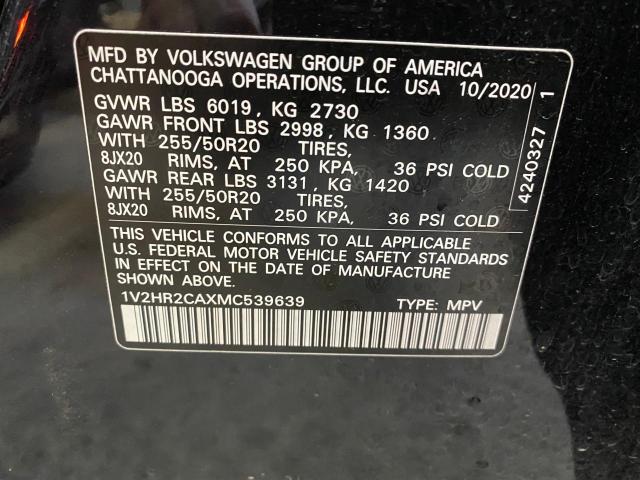 MFD BY VOLKSWAGEN GROUP OF AMERICA
CHATTANOOGA OPERATIONS, LLC. USA 10/2020
GVWR LBS 6019, KG 2730
GAWR FRONT LBS 2998, KG 1360
WITH 255/50R20 TIRES,
8JX20 RIMS, AT 250 KPA, 36 PSI COLD
GAWR REAR LBS 3131, KG 1420
WITH 255/50R20 TIRES,
8JX20 RIMS, AT 250 KPA, 36 PSI COLD
THIS VEHICLE CONFORMS TO ALL APPLICABLE
U.S. FEDERAL MOTOR VEHICLE SAFETY STANDARDS
IN EFFECT ON THE DATE OF MANUFACTURE
SHOWN ABOVE.
1V2HR2CAXMC539639 TYPE: MPV
4240327 1